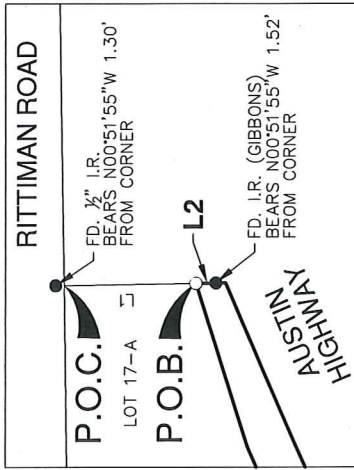 RITTIMAN ROAD
FD. ½" I.R.
BEARS N00°51'55"W 1.30'
FROM CORNER
P.O.C.
LOT 17-A
P.O.B.
L2
FD. I.R. (GIBBONS)
BEARS N00°51'55"W 1.52'
FROM CORNER
AUSTIN
HIGHWAY